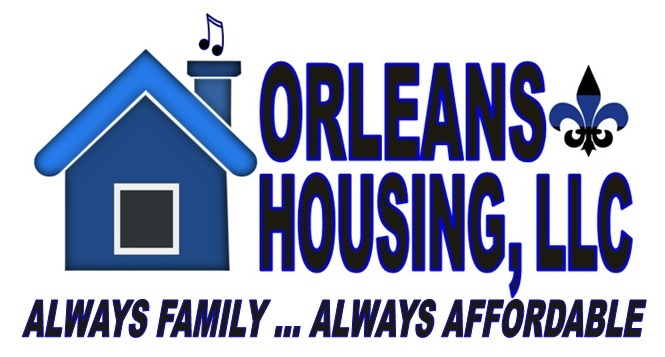 ORLEANS
HOUSING, LLC
ALWAYS FAMILY ... ALWAYS AFFORDABLE